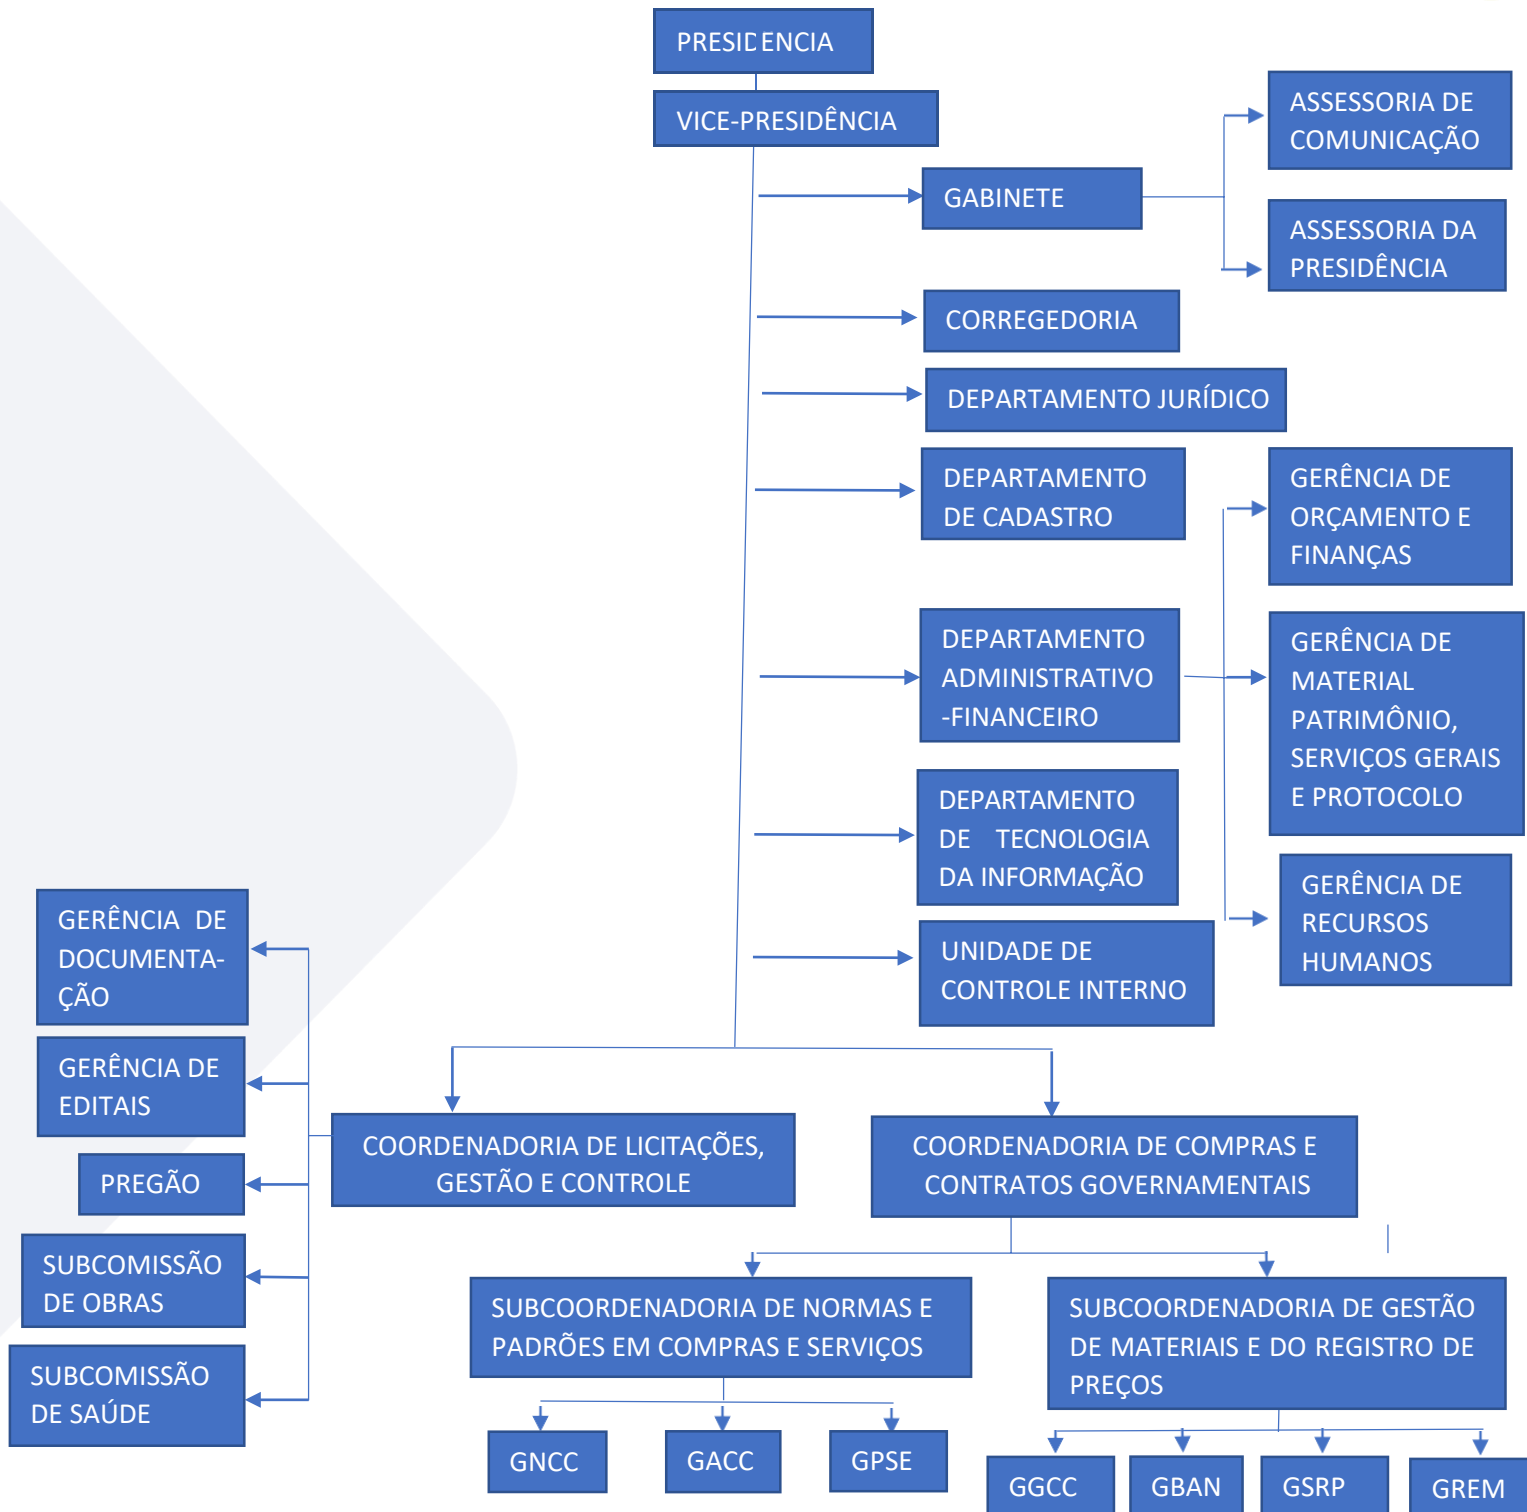 PRESIDENCIA
VICE-PRESIDÊNCIA
ASSESSORIA DE
COMUNICAÇÃO
GABINETE
ASSESSORIA DA
PRESIDÊNCIA
CORREGEDORIA
DEPARTAMENTO JURÍDICO
DEPARTAMENTO
DE CADASTRO
GERÊNCIA DE
ORÇAMENTO E
FINANÇAS
DEPARTAMENTO
ADMINISTRATIVO
-FINANCEIRO
GERÊNCIA DE
MATERIAL
PATRIMÔNIO,
SERVIÇOS GERAIS
E PROTOCOLO
DEPARTAMENTO
DE TECNOLOGIA
DA INFORMAÇÃO
GERÊNCIA DE
RECURSOS
HUMANOS
UNIDADE DE
CONTROLE INTERNO
GERÊNCIA DE
DOCUMENTA-
ÇÃO
GERÊNCIA DE
EDITAIS
PREGÃO
SUBCOMISSÃO
DE OBRAS
SUBCOMISSÃO
DE SAÚDE
COORDENADORIA DE LICITAÇÕES,
GESTÃO E CONTROLE
COORDENADORIA DE COMPRAS E
CONTRATOS GOVERNAMENTAIS
SUBCOORDENADORIA DE NORMAS E
PADRÕES EM COMPRAS E SERVIÇOS
SUBCOORDENADORIA DE GESTÃO
DE MATERIAIS E DO REGISTRO DE
PREÇOS
GNCC
GACC
GPSE
GGCC
GBAN
GSRP
GREM